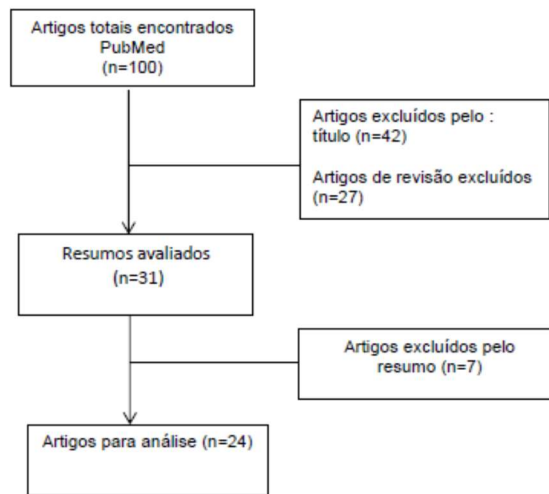 Artigos totais encontrados
PubMed
(n=100)
Artigos excluídos pelo :
título (n=42)
Artigos de revisão excluídos
(n=27)
Resumos avaliados
(n=31)
Artigos excluídos pelo
resumo (n=7)
Artigos para análise (n=24)